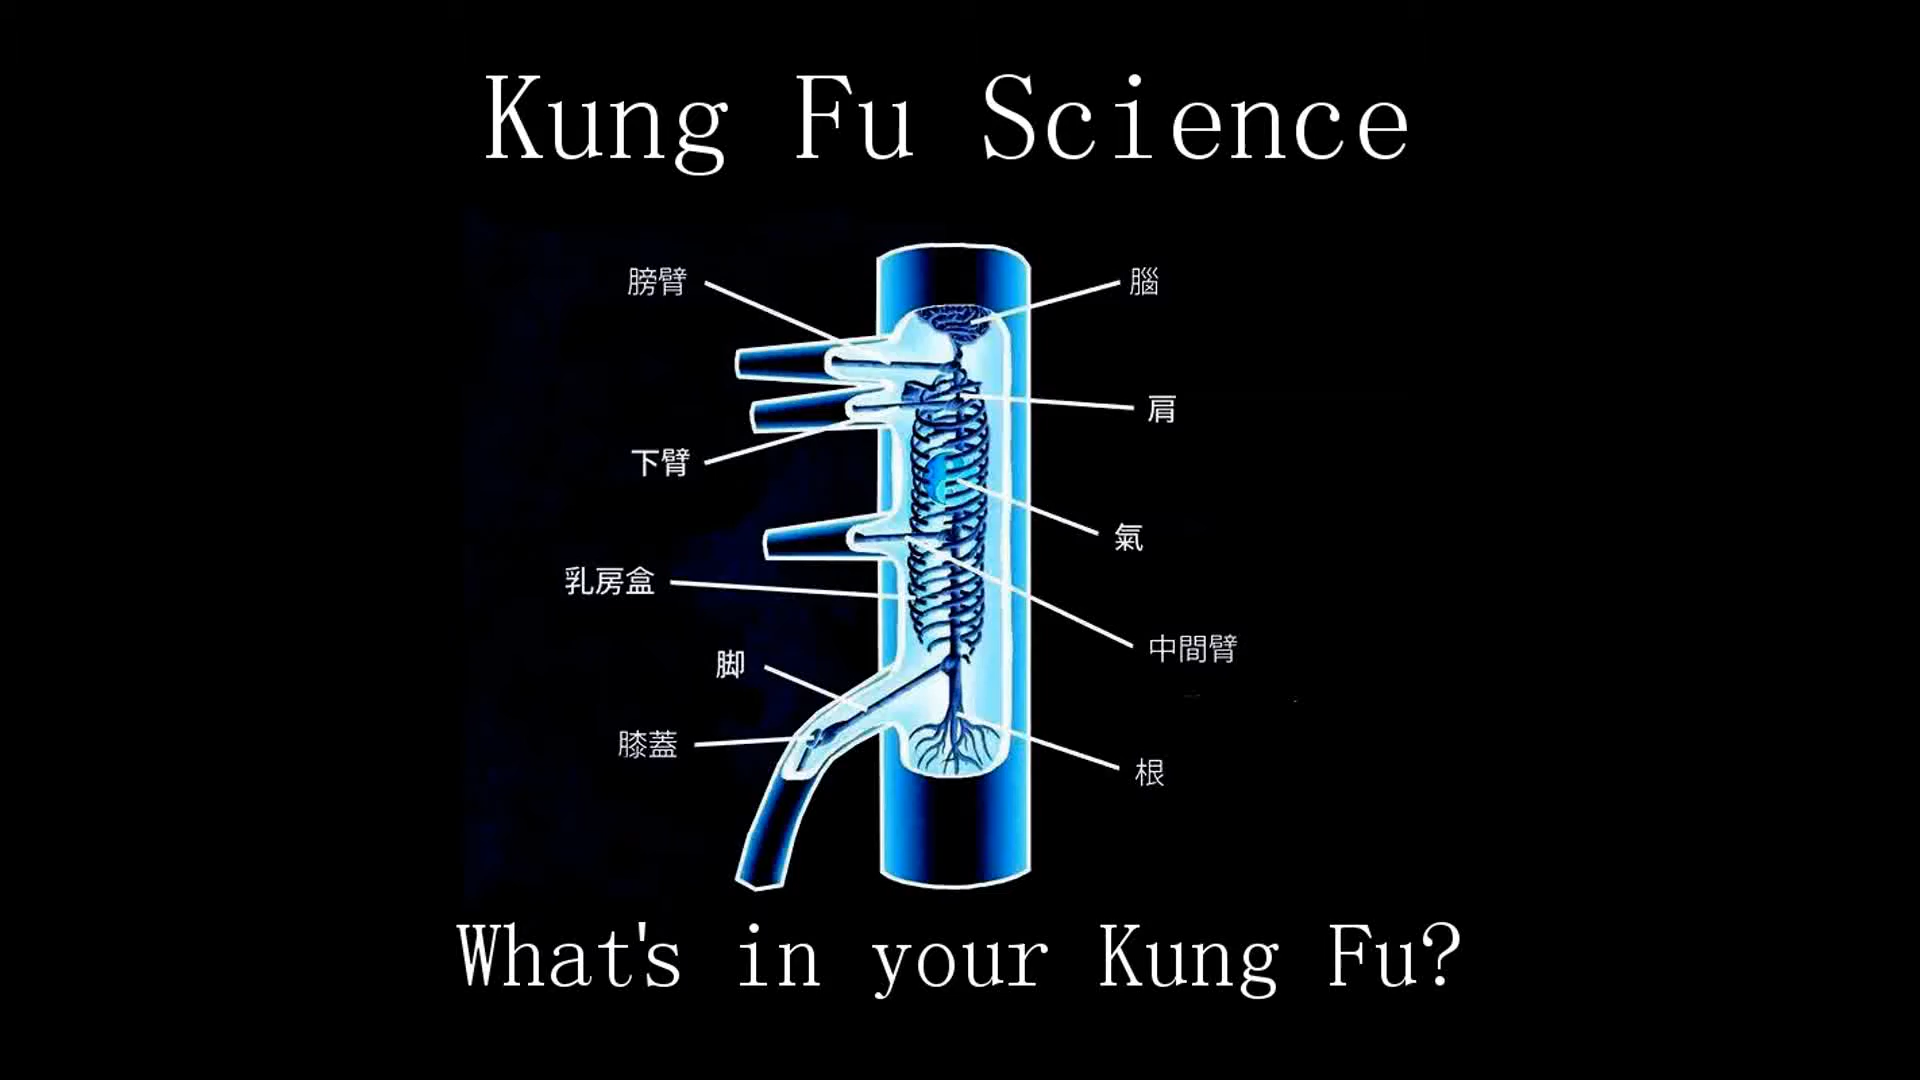 Kung Fu Science
膀臂
腦
肩
下臂
氣
乳房盒
中間臂
脚
膝蓋
根
What's in your Kung Fu?